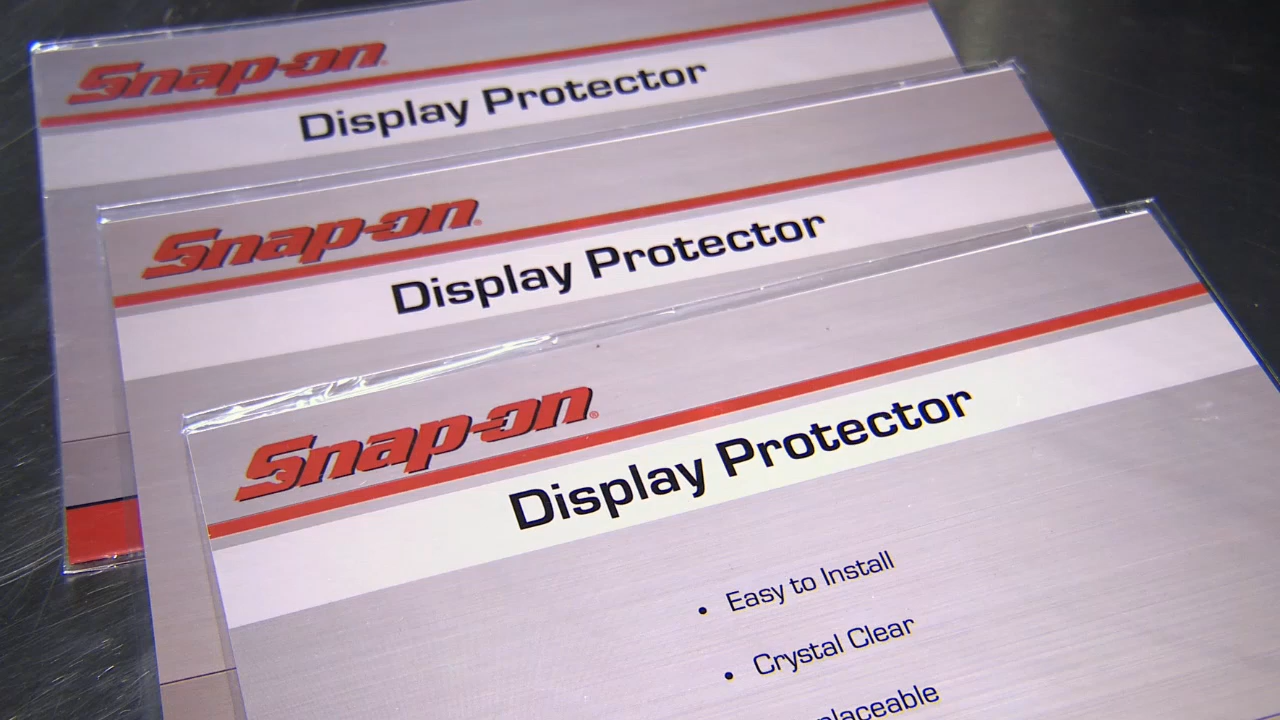 Snap-on®
Display Protector
Snap-on®
Display Protector
Snap-on®
Display Protector
• Easy to Install
• Crystal Clear